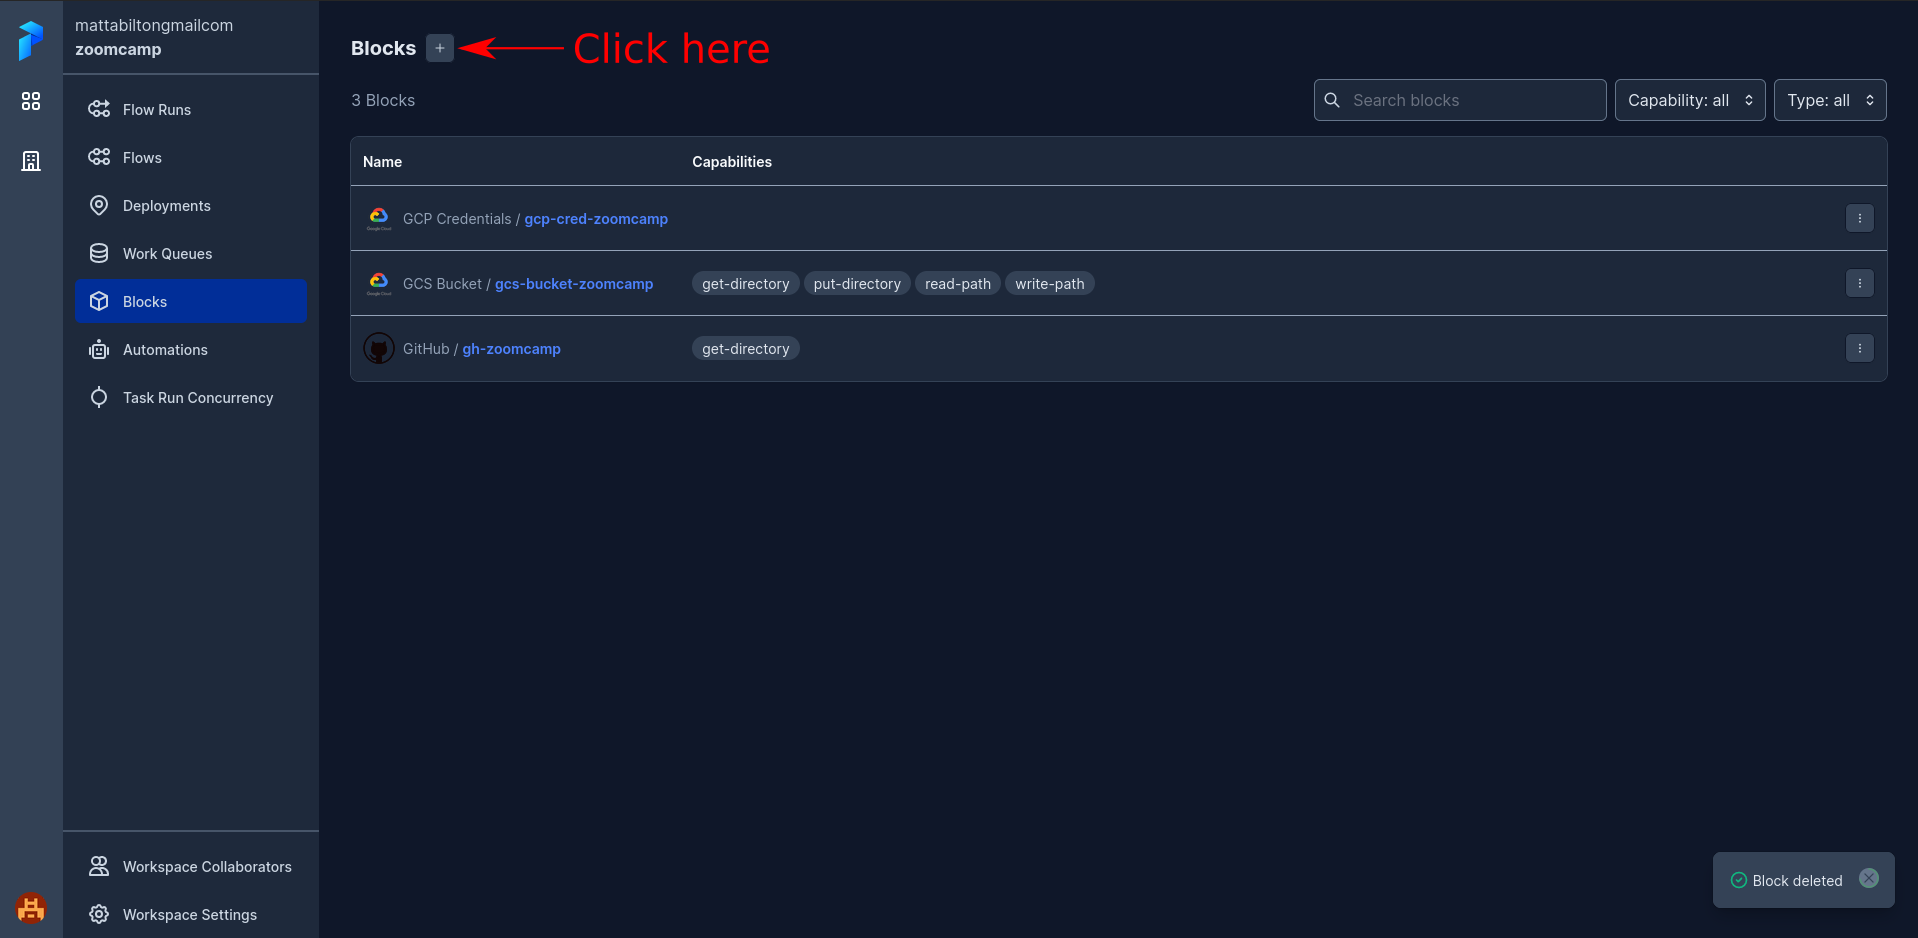 mattabiltongmailcom
zoomcamp
Flow Runs
Flows
Deployments
Work Queues
Blocks
Automations
Task Run Concurrency
Workspace Collaborators
Workspace Settings
Blocks + Click here
3 Blocks
Search blocks
Capability: all
Type: all
Name Capabilities
GCP Credentials / gcp-cred-zoomcamp
GCS Bucket / gcs-bucket-zoomcamp get-directory put-directory read-path write-path
GitHub / gh-zoomcamp get-directory
Block deleted